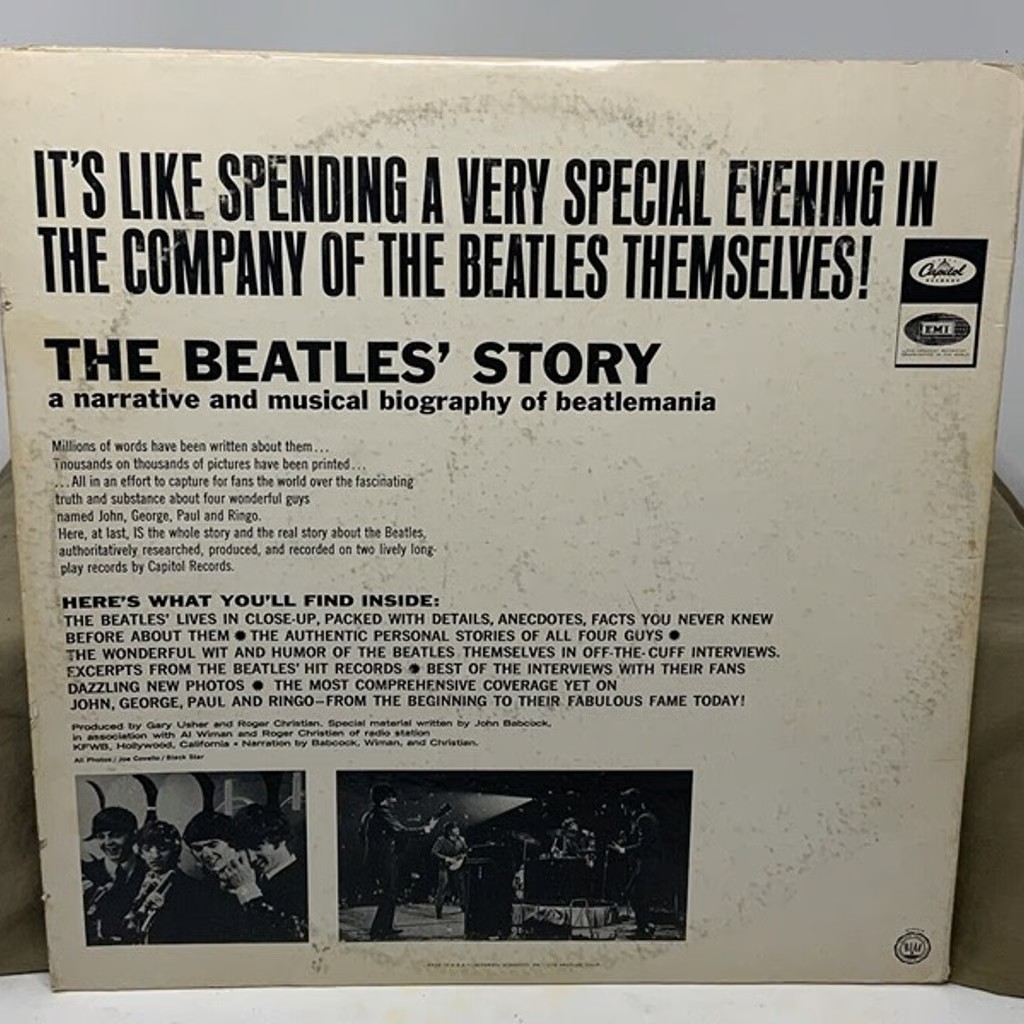 IT'S LIKE SPENDING A VERY SPECIAL EVENING IN
THE COMPANY OF THE BEATLES THEMSELVES!
Capitol
RECORDS
EMI
THE BEATLES' STORY
a narrative and musical biography of beatlemania
Millions of words have been written about them...
Thousands on thousands of pictures have been printed...
...All in an effort to capture for fans the world over the fascinating
truth and substance about four wonderful guys
named John, George, Paul and Ringo.
Here, at last, IS the whole story and the real story about the Beatles,
authoritatively researched, produced, and recorded on two lively long-
play records by Capitol Records.
HERE'S WHAT YOU'LL FIND INSIDE:
THE BEATLES' LIVES IN CLOSE-UP, PACKED WITH DETAILS, ANECDOTES, FACTS YOU NEVER KNEW
BEFORE ABOUT THEM ● THE AUTHENTIC PERSONAL STORIES OF ALL FOUR GUYS ●
THE WONDERFUL WIT AND HUMOR OF THE BEATLES THEMSELVES IN OFF-THE-CUFF INTERVIEWS.
EXCERPTS FROM THE BEATLES' HIT RECORDS ● BEST OF THE INTERVIEWS WITH THEIR FANS
DAZZLING NEW PHOTOS ● THE MOST COMPREHENSIVE COVERAGE YET ON
JOHN, GEORGE, PAUL AND RINGO—FROM THE BEGINNING TO THEIR FABULOUS FAME TODAY!
Produced by Gary Usher and Roger Christian. Special material written by John Babcock,
in association with Al Wiman and Roger Christian of radio station
KFWB, Hollywood, California • Narration by Babcock, Wiman, and Christian.
All Photos / Joe Covello / Black Star
RIAA